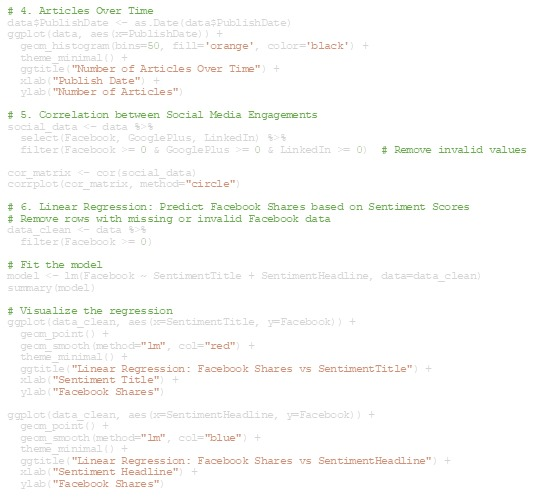 # 4. Articles Over Time
data$PublishDate <- as.Date(data$PublishDate)
ggplot(data, aes(x=PublishDate)) +
  geom_histogram(bins=50, fill='orange', color='black') +
  theme_minimal() +
  ggtitle("Number of Articles Over Time") +
  xlab("Publish Date") +
  ylab("Number of Articles")

# 5. Correlation between Social Media Engagements
social_data <- data %>%
  select(Facebook, GooglePlus, LinkedIn) %>%
  filter(Facebook >= 0 & GooglePlus >= 0 & LinkedIn >= 0)  # Remove invalid values

cor_matrix <- cor(social_data)
corrplot(cor_matrix, method="circle")

# 6. Linear Regression: Predict Facebook Shares based on Sentiment Scores
# Remove rows with missing or invalid Facebook data
data_clean <- data %>%
  filter(Facebook >= 0)

# Fit the model
model <- lm(Facebook ~ SentimentTitle + SentimentHeadline, data=data_clean)
summary(model)

# Visualize the regression
ggplot(data_clean, aes(x=SentimentTitle, y=Facebook)) +
  geom_point() +
  geom_smooth(method="lm", col="red") +
  theme_minimal() +
  ggtitle("Linear Regression: Facebook Shares vs SentimentTitle") +
  xlab("Sentiment Title") +
  ylab("Facebook Shares")

ggplot(data_clean, aes(x=SentimentHeadline, y=Facebook)) +
  geom_point() +
  geom_smooth(method="lm", col="blue") +
  theme_minimal() +
  ggtitle("Linear Regression: Facebook Shares vs SentimentHeadline") +
  xlab("Sentiment Headline") +
  ylab("Facebook Shares")